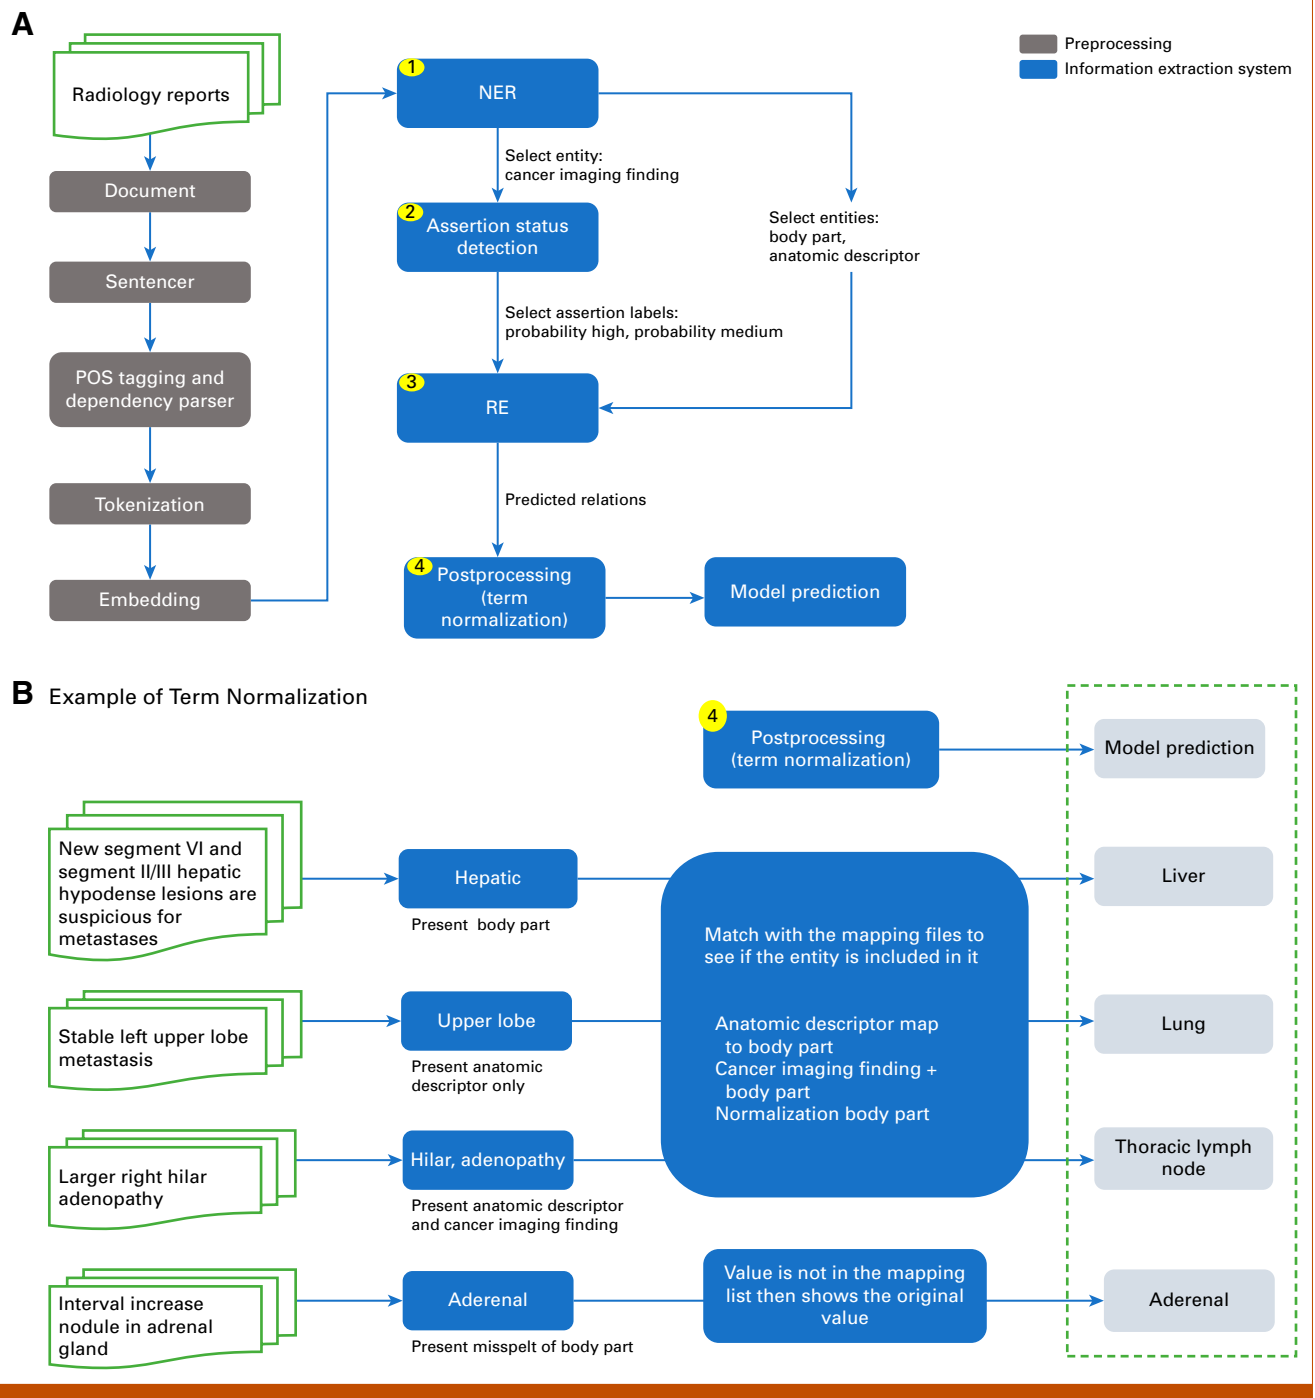 A
Preprocessing
Information extraction system
Radiology reports
Document
Sentencer
POS tagging and
dependency parser
Tokenization
Embedding
1
NER
Select entity:
cancer imaging finding
2
Assertion status
detection
Select entities:
body part,
anatomic descriptor
Select assertion labels:
probability high, probability medium
3
RE
Predicted relations
4
Postprocessing
(term
normalization)
Model prediction
B Example of Term Normalization
4
Postprocessing
(term normalization)
Model prediction
New segment VI and
segment II/III hepatic
hypodense lesions are
suspicious for
metastases
Hepatic
Present body part
Liver
Match with the mapping files to
see if the entity is included in it
Anatomic descriptor map
to body part
Cancer imaging finding +
body part
Normalization body part
Stable left upper lobe
metastasis
Upper lobe
Present anatomic
descriptor only
Lung
Larger right hilar
adenopathy
Hilar, adenopathy
Present anatomic descriptor
and cancer imaging finding
Thoracic lymph
node
Interval increase
nodule in adrenal
gland
Aderenal
Present misspelt of body part
Value is not in the mapping
list then shows the original
value
Aderenal